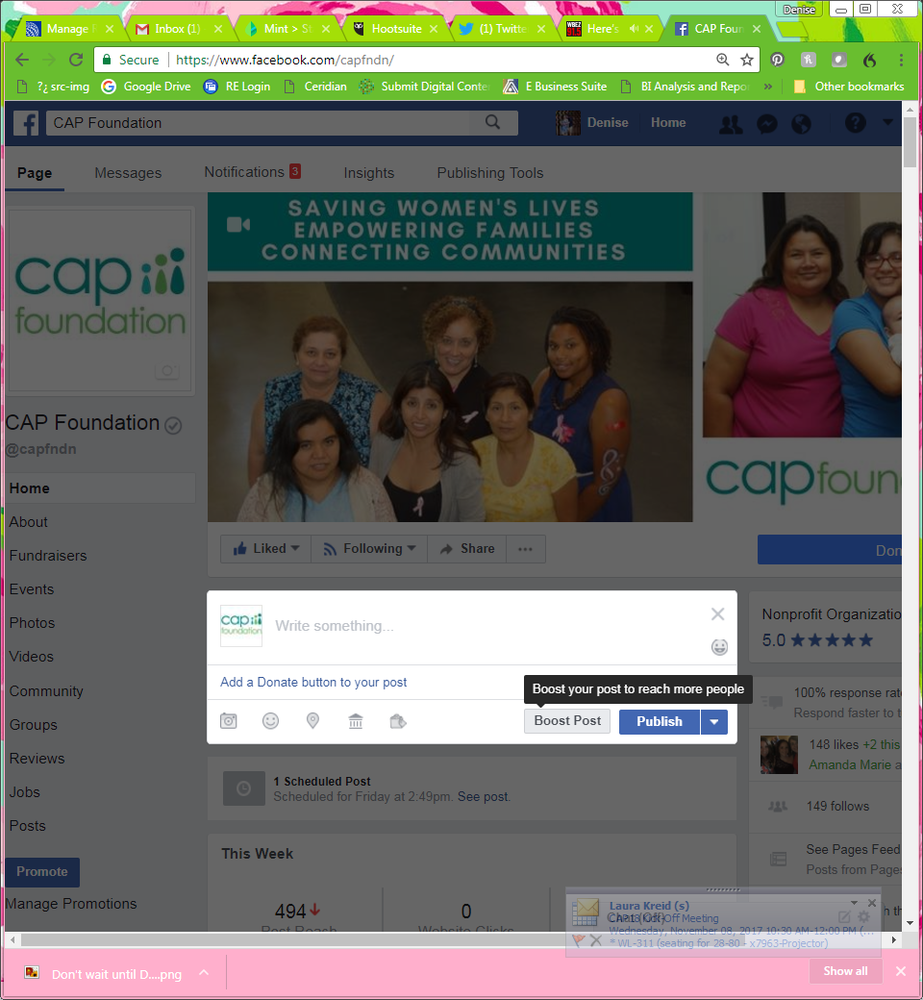 Denise
Manage
Inbox (1)
Mint > S
Hootsuite
(1) Twitte
WBEZ
Here's
CAP Foun
Secure
https://www.facebook.com/capfndn/
?¿ src-img
Google Drive
RE Login
Ceridian
Submit Digital Conte
E Business Suite
BI Analysis and Repo
»
Other bookmarks
CAP Foundation
Denise
Home
Page
Messages
Notifications 3
Insights
Publishing Tools
SAVING WOMEN'S LIVES
EMPOWERING FAMILIES
CONNECTING COMMUNITIES
cap
foundation
capfoun
CAP Foundation
@capfndn
Home
About
Fundraisers
Events
Photos
Videos
Community
Groups
Reviews
Jobs
Posts
Promote
Manage Promotions
Liked
Following
Share
Don
cap
foundation
Write something...
Add a Donate button to your post
Boost your post to reach more people
Boost Post
Publish
1 Scheduled Post
Scheduled for Friday at 2:49pm. See post.
This Week
494
0
Post Reach
Website Clicks
Nonprofit Organizatio
5.0 ★★★★★
100% response rate
Respond faster to t
148 likes +2 this
Amanda Marie a
149 follows
See Pages Feed
Posts from Pages
Laura Kreid (s)
Chat (Off)
Kick-Off Meeting
Wednesday, November 08, 2017 10:30 AM-12:00 PM (...
* WL-311 (seating for 28-80 - x7963-Projector)
Don't wait until D....png
Show all